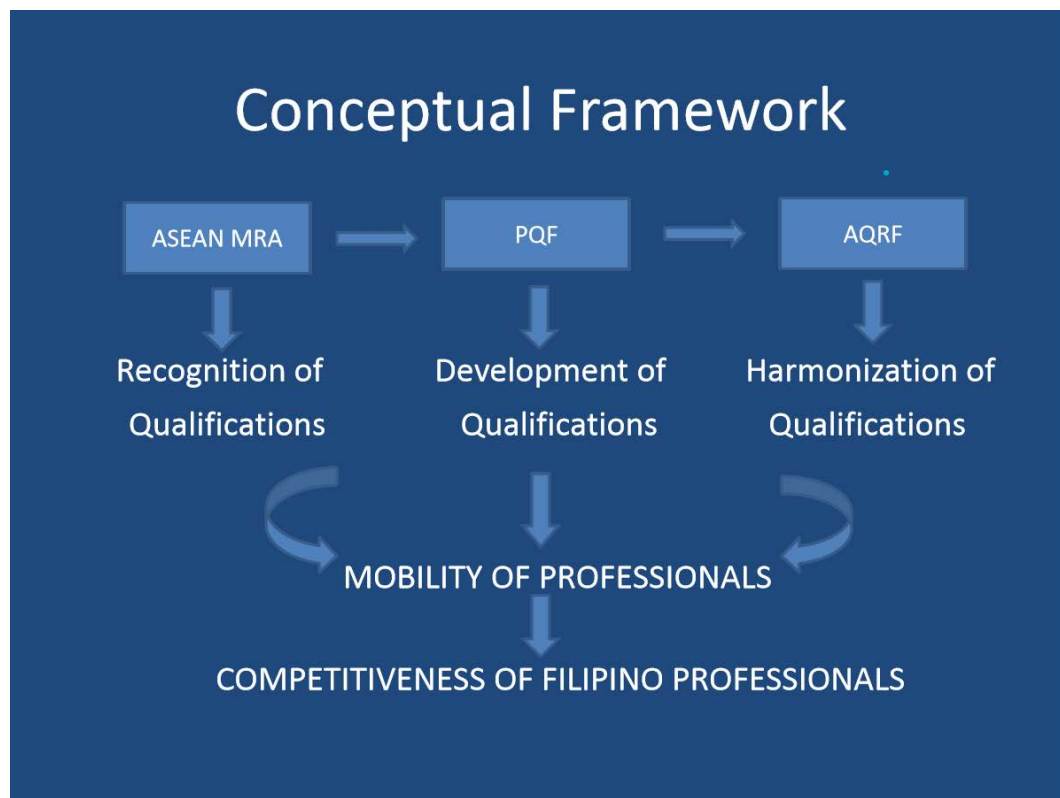 Conceptual Framework
ASEAN MRA
PQF
AQRF
Recognition of
Qualifications
Development of
Qualifications
Harmonization of
Qualifications
MOBILITY OF PROFESSIONALS
COMPETITIVENESS OF FILIPINO PROFESSIONALS